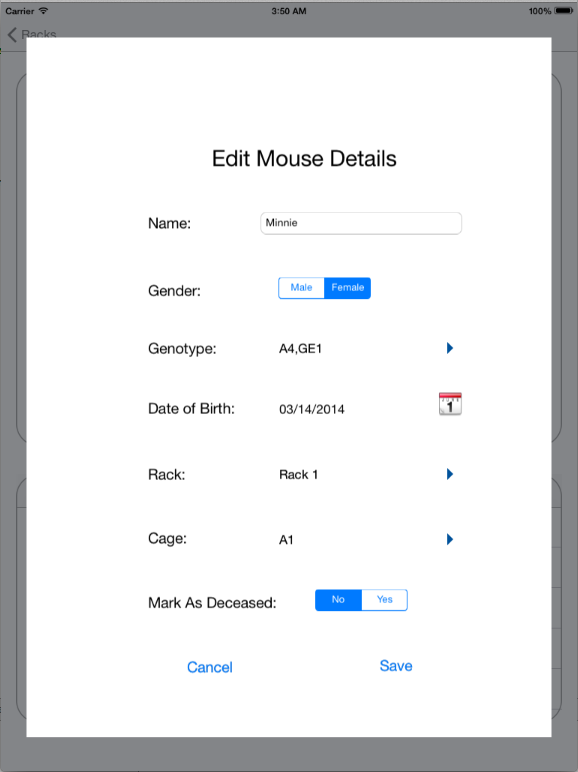 Carrier 3:50 AM 100%
Racks
Edit Mouse Details
Name: Minnie
Gender: Male Female
Genotype: A4,GE1
Date of Birth: 03/14/2014 1
Rack: Rack 1
Cage: A1
Mark As Deceased: No Yes
Cancel Save